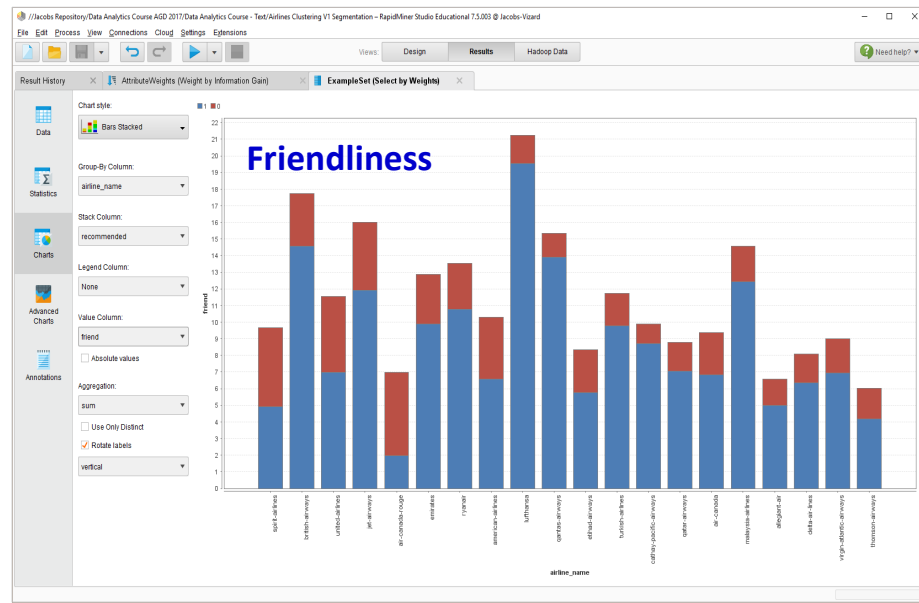 //Jacobs Repository/Data Analytics Course AGD 2017/Data Analytics Course - Text/Airlines Clustering V1 Segmentation – RapidMiner Studio Educational 7.5.003 @ Jacobs-Vizard
File Edit Process View Connections Cloud Settings Extensions
Views: Design Results Hadoop Data Need help?
Result History AttributeWeights (Weight by Information Gain) ExampleSet (Select by Weights)
Data
Statistics
Charts
Advanced
Charts
Annotations
Chart style:
Bars Stacked
Group-By Column:
airline_name
Stack Column:
recommended
Legend Column:
None
Value Column:
friend
Absolute values
Aggregation:
sum
Use Only Distinct
Rotate labels
vertical
1 0
Friendliness
friend
22
21
20
19
18
17
16
15
14
13
12
11
10
9
8
7
6
5
4
3
2
1
0
spirit-airlines
british-airways
united-airlines
jet-airways
air-canada-rouge
emirates
ryanair
american-airlines
lufthansa
qantas-airways
etihad-airways
turkish-airlines
cathay-pacific-airways
qatar-airways
air-canada
malaysia-airlines
allegiant-air
delta-air-lines
virgin-atlantic-airways
thomson-airways
airline_name